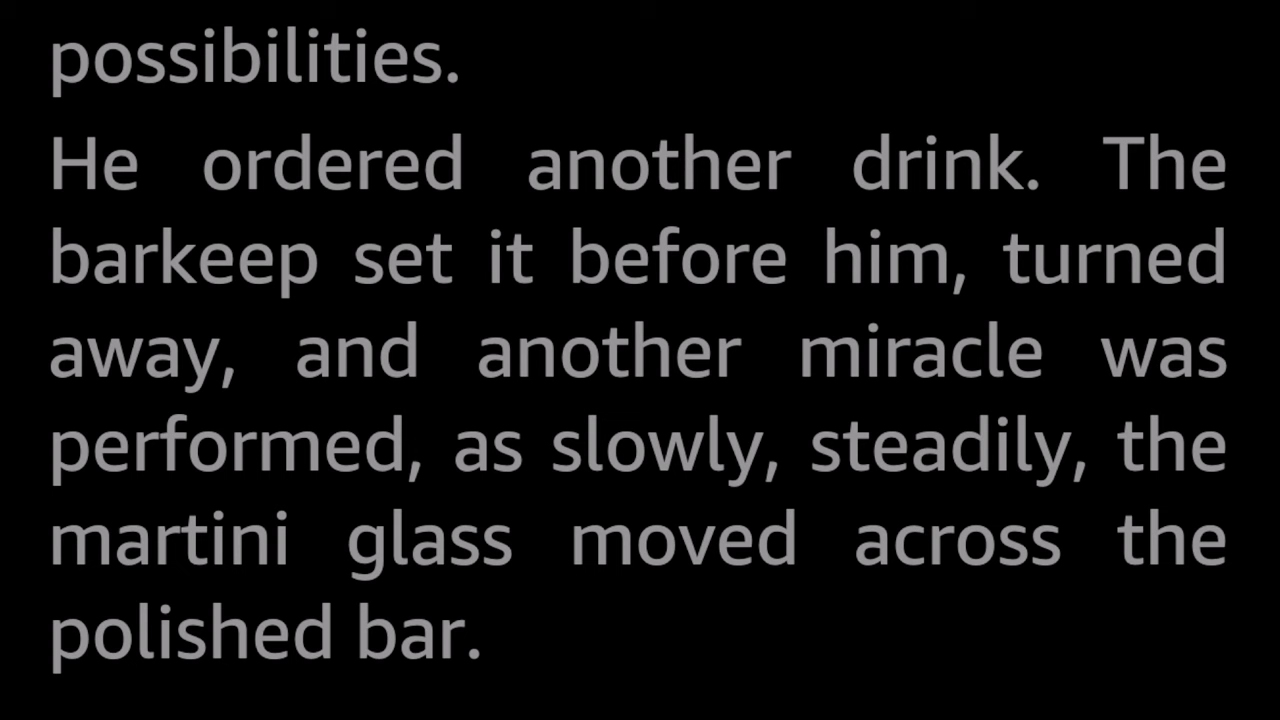 possibilities.
He ordered another drink. The
barkeep set it before him, turned
away, and another miracle was
performed, as slowly, steadily, the
martini glass moved across the
polished bar.